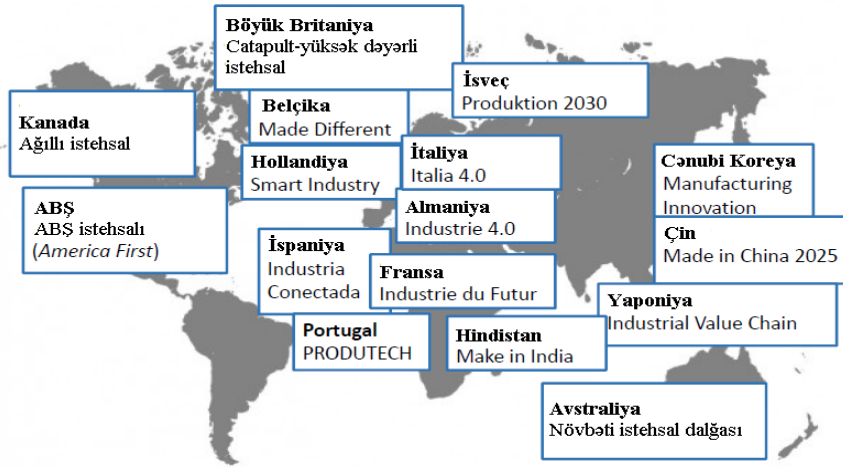 Böyük Britaniya
Catapult-yüksək dəyərli
istehsal
İsveç
Produktion 2030
Kanada
Ağıllı istehsal
Belçika
Made Different
Hollandiya
Smart Industry
İtaliya
Italia 4.0
Cənubi Koreya
Manufacturing
Innovation
ABŞ
ABŞ istehsalı
(America First)
Almaniya
Industrie 4.0
Çin
Made in China 2025
İspaniya
Industria
Conectada
Fransa
Industrie du Futur
Yaponiya
Industrial Value Chain
Portugal
PRODUTECH
Hindistan
Make in India
Avstraliya
Növbəti istehsal dalğası